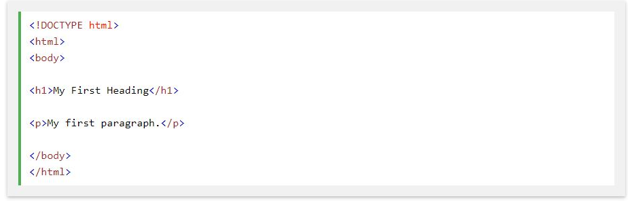 <!DOCTYPE html>
<html>
<body>
<h1>My First Heading</h1>
<p>My first paragraph.</p>
</body>
</html>